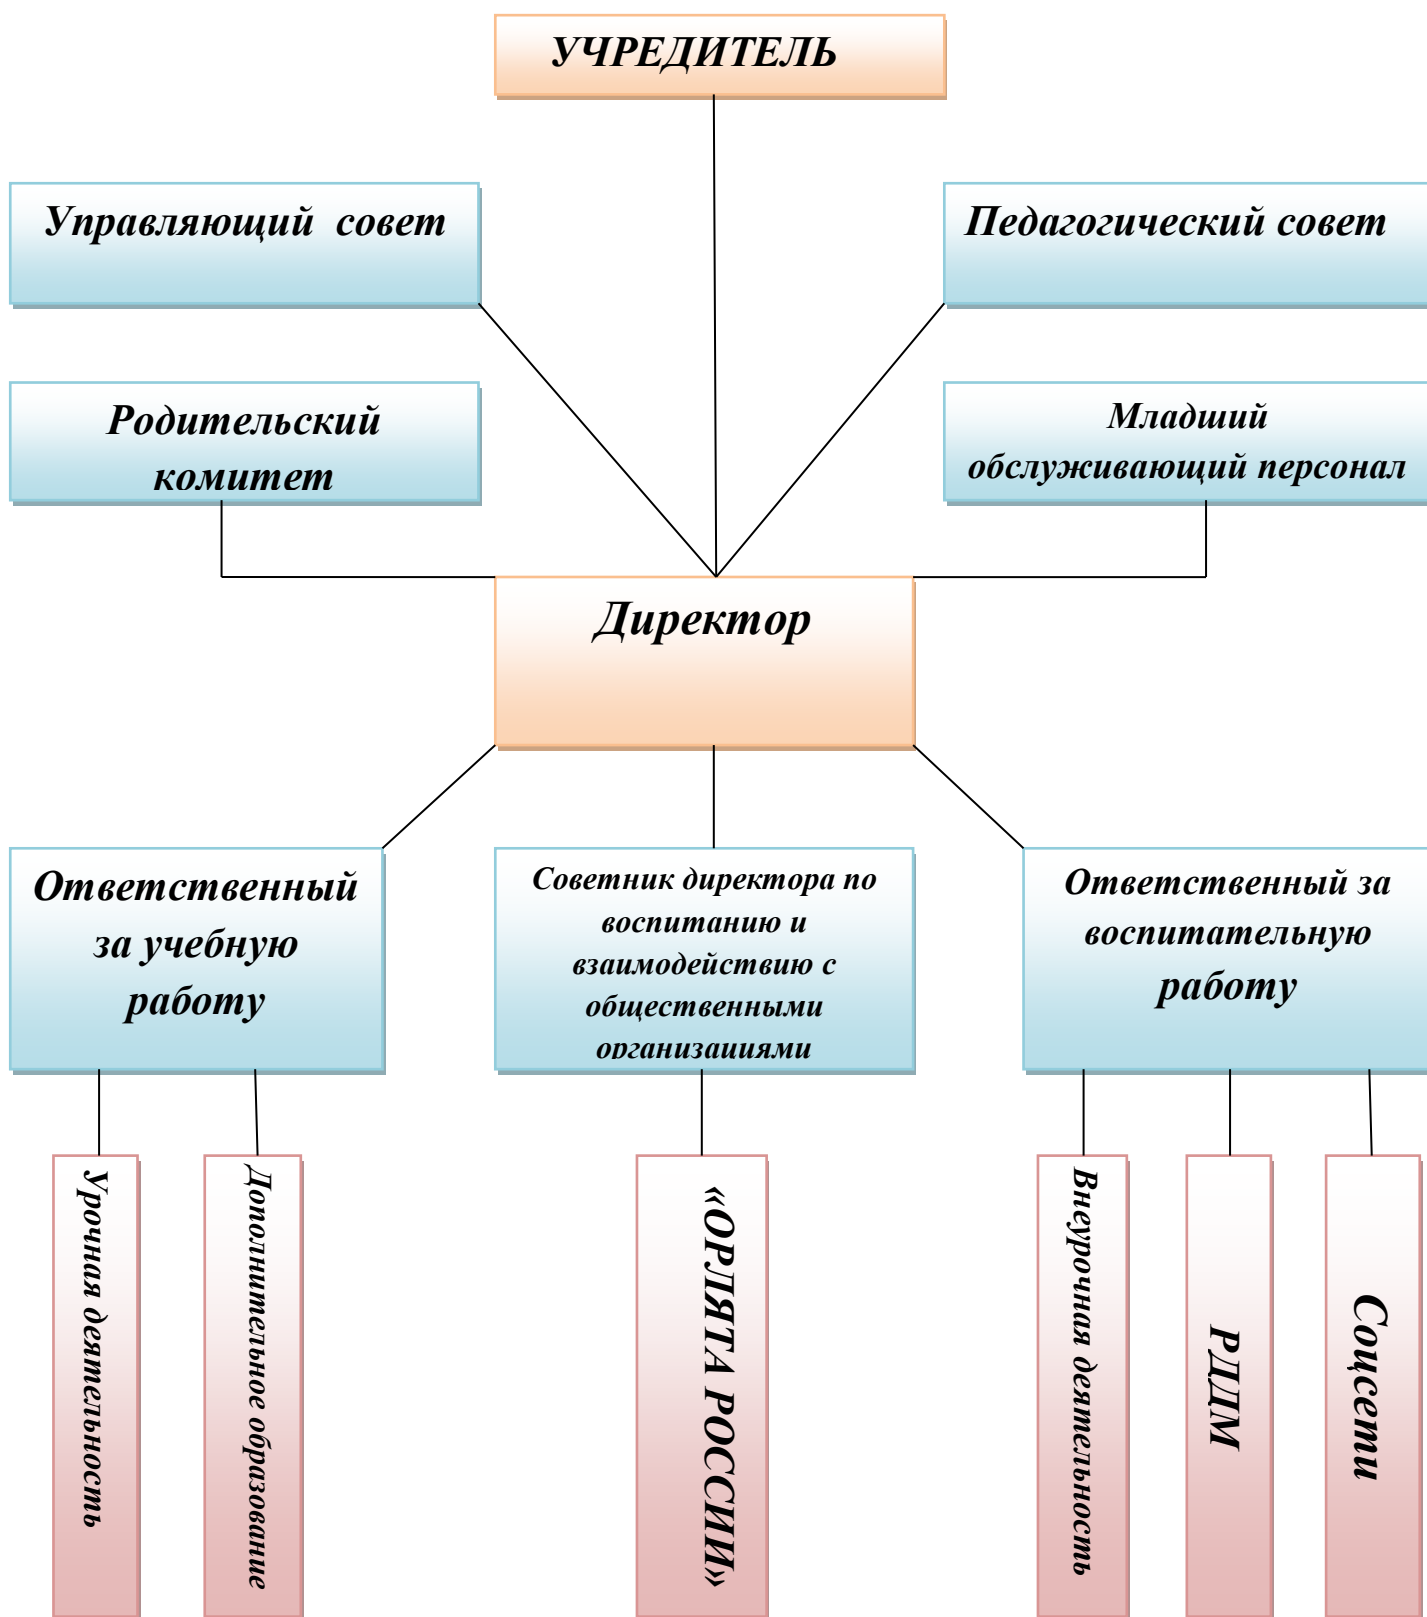 УЧРЕДИТЕЛЬ
Управляющий совет
Педагогический совет
Родительский
комитет
Младший
обслуживающий персонал
Директор
Ответственный
за учебную
работу
Советник директора по
воспитанию и
взаимодействию с
общественными
организациями
Ответственный за
воспитательную
работу
Урочная деятельность
Дополнительное образование
«ОРЛЯТА РОССИИ»
Внеурочная деятельность
РДДМ
Соцсети